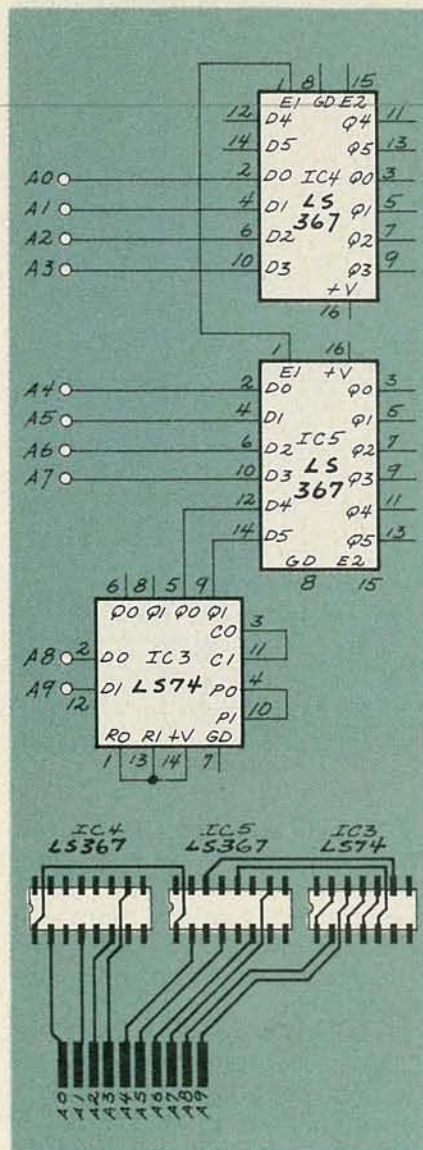 1 8 15
E1 GD E2
12 D4 Q4 11
14 D5 Q5 13
A0 2 D0 IC4 Q0 3
A1 4 D1 LS Q1 5
A2 6 D2 367 Q2 7
A3 10 D3 Q3 9
+V
16
1 16
E1 +V
A4 2 D0 Q0 3
A5 4 D1 Q1 5
A6 6 D2 IC5 Q2 7
A7 10 D3 LS Q3 9
12 D4 367 Q4 11
14 D5 Q5 13
GD E2
8 15
6 8 5 9
Q0 Q1 Q0 Q1
C0 3
A8 2 D0 IC3 C1 11
A9 12 D1 LS74 P0 4
P1 10
R0 R1 +V GD
1 13 14 7
IC4 IC5 IC3
LS367 LS367 LS74
A0 A1 A2 A3 A4 A5 A6 A7 A8 A9